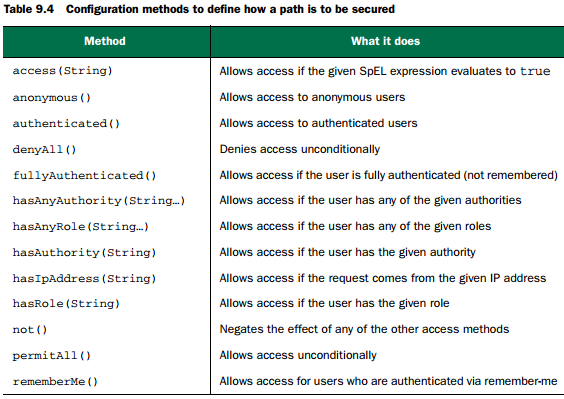 Table 9.4 Configuration methods to define how a path is to be secured
Method What it does
access(String) Allows access if the given SpEL expression evaluates to true
anonymous() Allows access to anonymous users
authenticated() Allows access to authenticated users
denyAll() Denies access unconditionally
fullyAuthenticated() Allows access if the user is fully authenticated (not remembered)
hasAnyAuthority(String…) Allows access if the user has any of the given authorities
hasAnyRole(String…) Allows access if the user has any of the given roles
hasAuthority(String) Allows access if the user has the given authority
hasIpAddress(String) Allows access if the request comes from the given IP address
hasRole(String) Allows access if the user has the given role
not() Negates the effect of any of the other access methods
permitAll() Allows access unconditionally
rememberMe() Allows access for users who are authenticated via remember-me